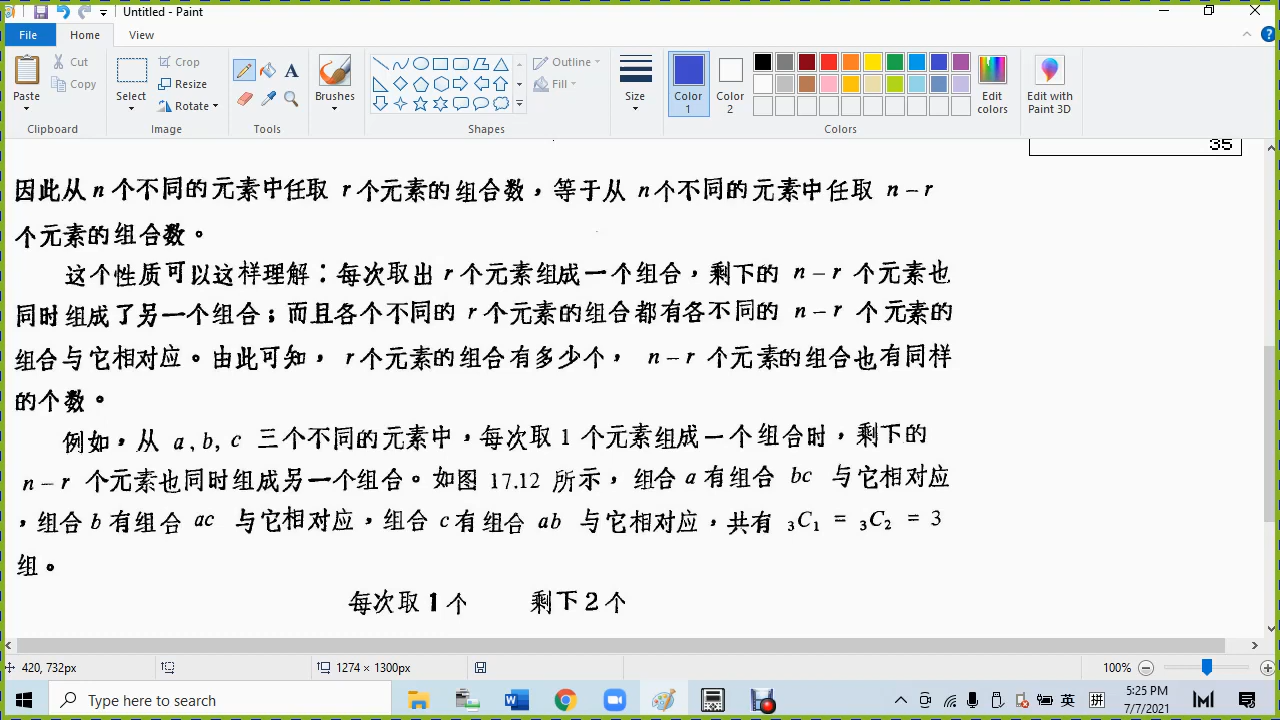 Untitled - Paint
File Home View
Paste Cut Copy Clipboard
Select Crop Resize Rotate Image
Tools
Brushes
Outline Fill Shapes
Size
Color 1 Color 2 Edit colors Colors
Edit with Paint 3D
35
因此从 n 个不同的元素中任取 r 个元素的组合数，等于从 n 个不同的元素中任取 n − r
个元素的组合数。
这个性质可以这样理解：每次取出 r 个元素组成一个组合，剩下的 n − r 个元素也
同时组成了另一个组合；而且各个不同的 r 个元素的组合都有各不同的 n − r 个元素的
组合与它相对应。由此可知，r 个元素的组合有多少个，n − r 个元素的组合也有同样
的个数。
例如，从 a, b, c 三个不同的元素中，每次取 1 个元素组成一个组合时，剩下的
n − r 个元素也同时组成另一个组合。如图 17.12 所示，组合 a 有组合 bc 与它相对应
，组合 b 有组合 ac 与它相对应，组合 c 有组合 ab 与它相对应，共有 ₃C₁ = ₃C₂ = 3
组。
每次取 1 个 剩下 2 个
420, 732px 1274 × 1300px 100%
Type here to search 英 拼 5:25 PM
7/7/2021